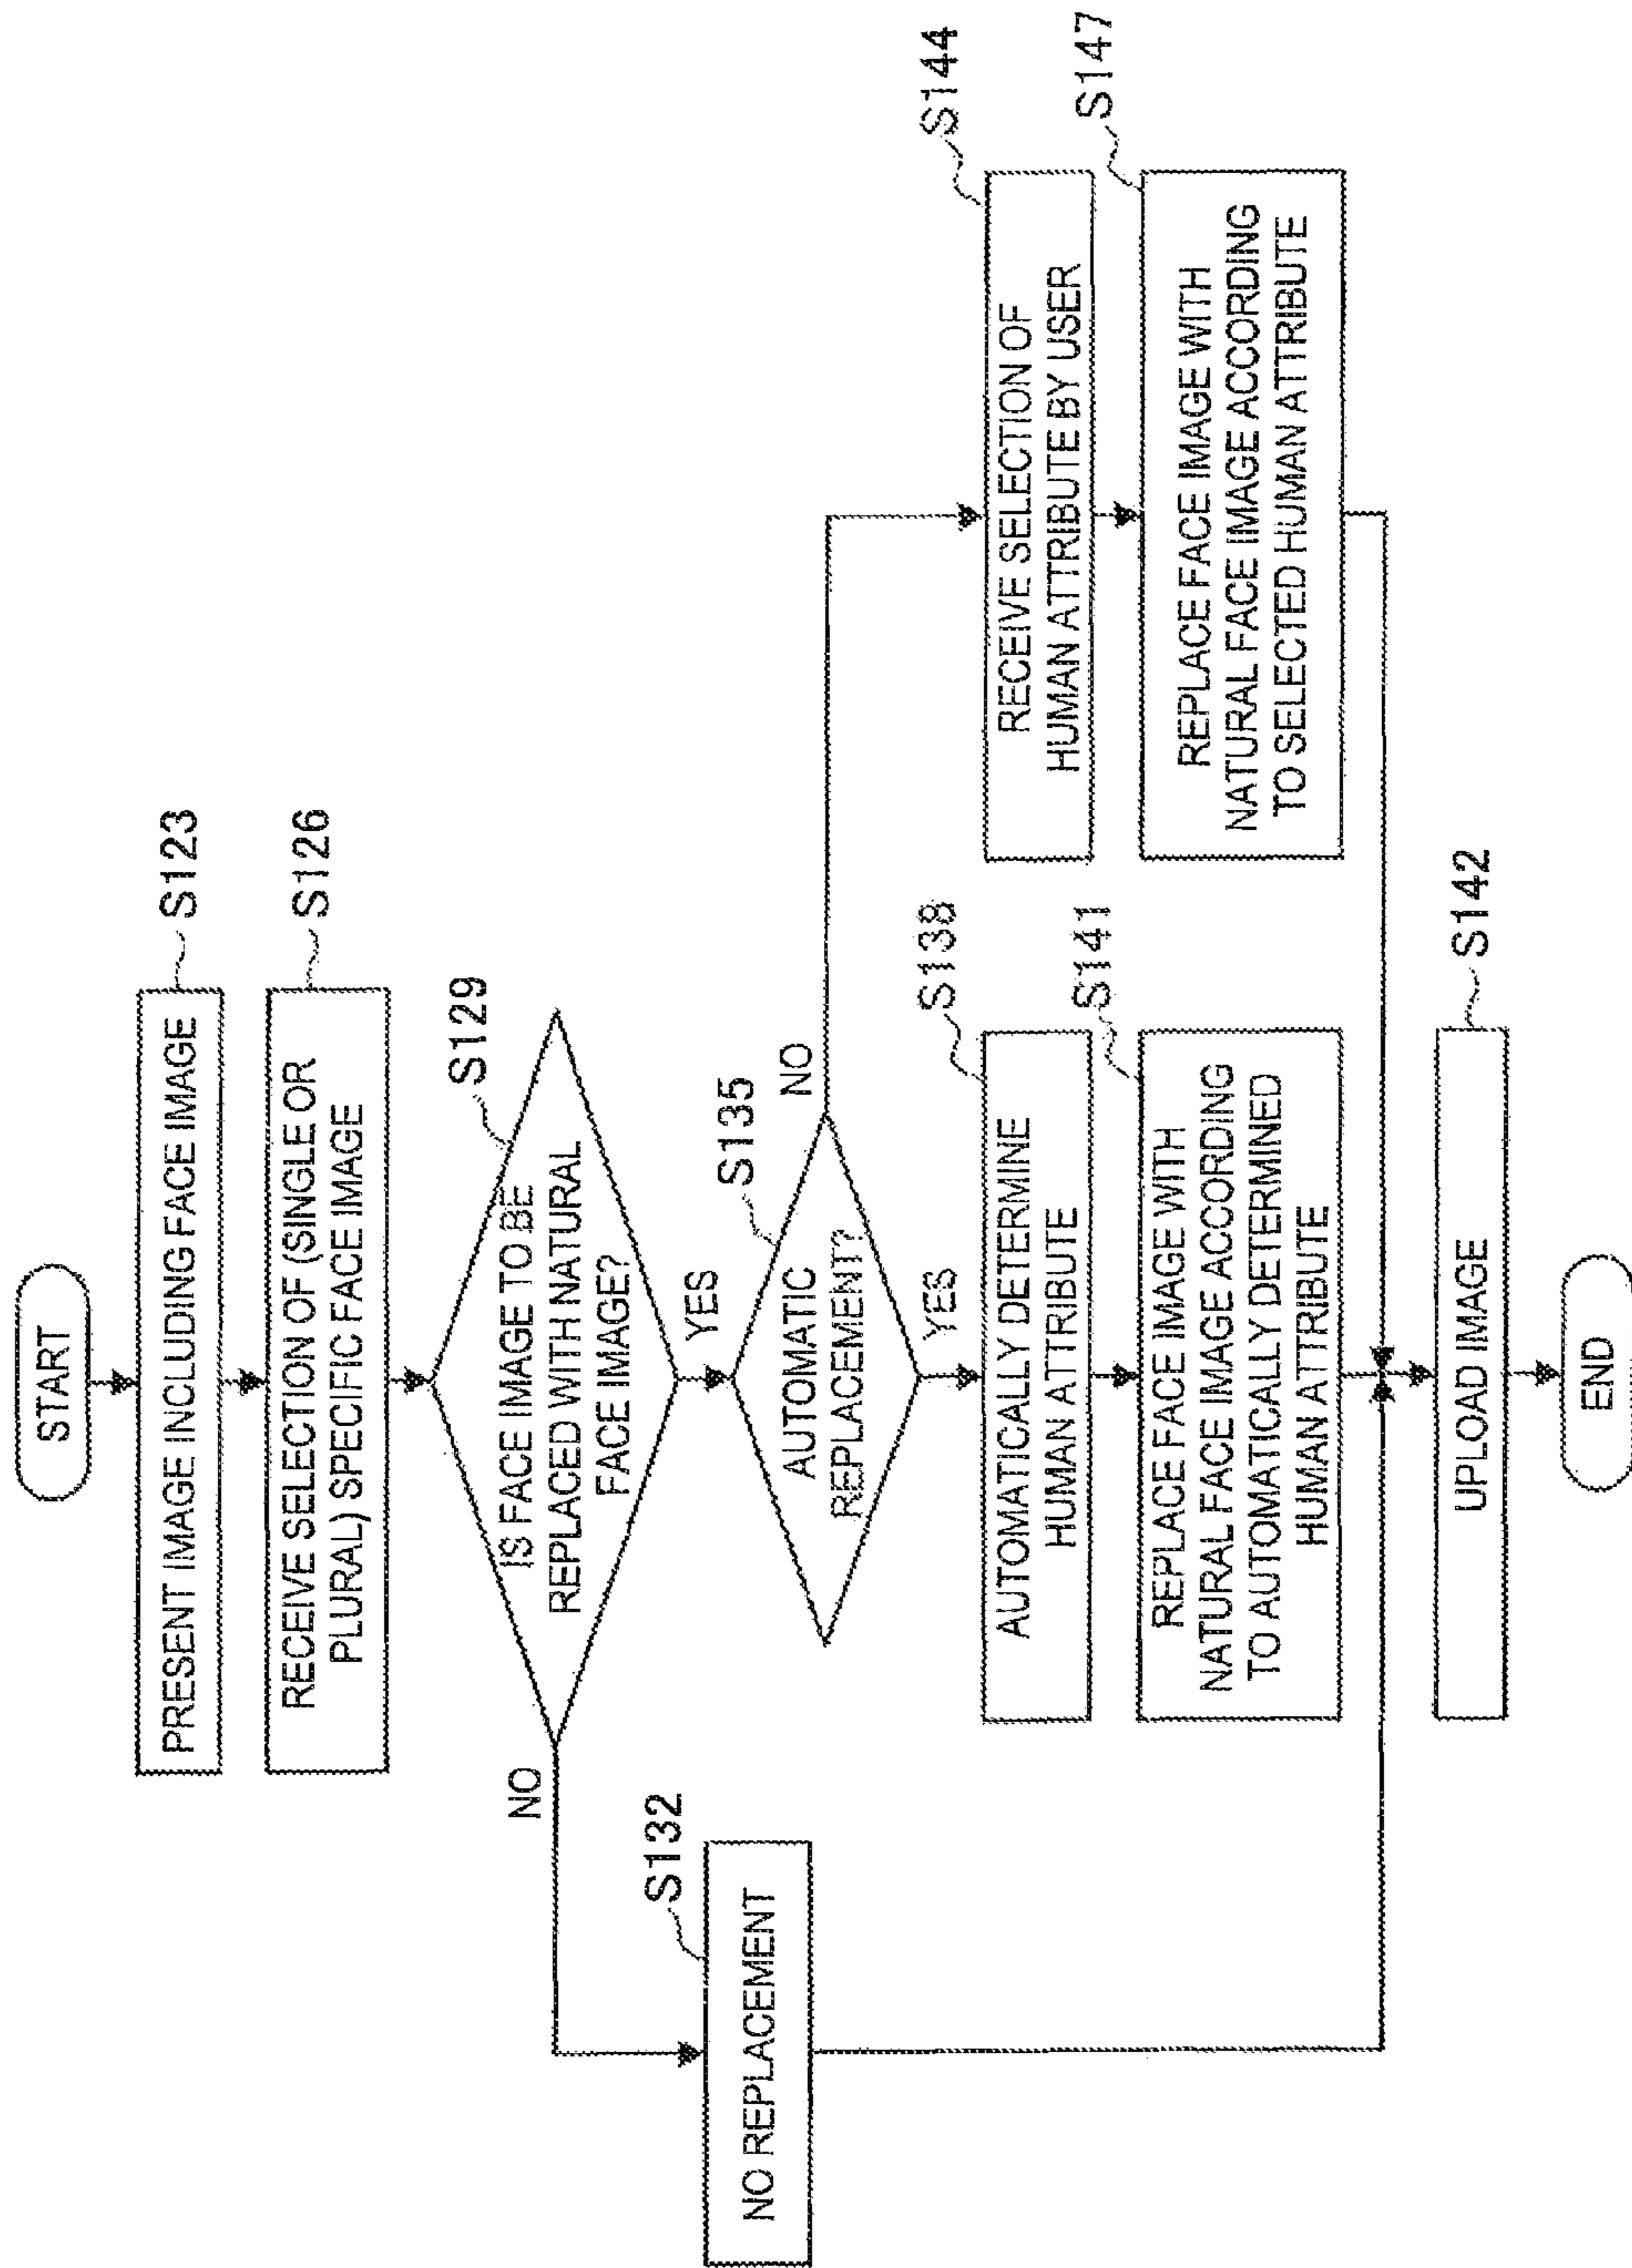 START
PRESENT IMAGE INCLUDING FACE IMAGE
S123
RECEIVE SELECTION OF (SINGLE OR
PLURAL) SPECIFIC FACE IMAGE
S126
IS FACE IMAGE TO BE
REPLACED WITH NATURAL
FACE IMAGE?
S129
NO
YES
NO REPLACEMENT
S132
AUTOMATIC
REPLACEMENT?
S135
NO
YES
AUTOMATICALLY DETERMINE
HUMAN ATTRIBUTE
S138
RECEIVE SELECTION OF
HUMAN ATTRIBUTE BY USER
S144
REPLACE FACE IMAGE WITH
NATURAL FACE IMAGE ACCORDING
TO AUTOMATICALLY DETERMINED
HUMAN ATTRIBUTE
S141
REPLACE FACE IMAGE WITH
NATURAL FACE IMAGE ACCORDING
TO SELECTED HUMAN ATTRIBUTE
S147
UPLOAD IMAGE
S142
END